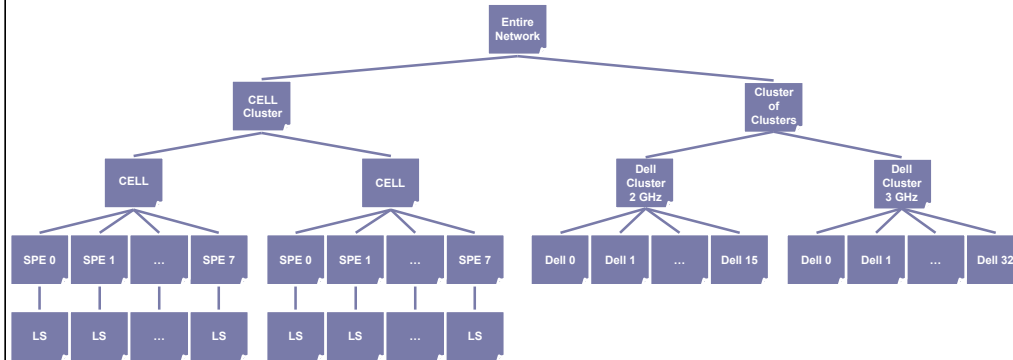 Entire
Network
CELL
Cluster
Cluster
of
Clusters
CELL
CELL
Dell
Cluster
2 GHz
Dell
Cluster
3 GHz
SPE 0
SPE 1
…
SPE 7
SPE 0
SPE 1
…
SPE 7
Dell 0
Dell 1
…
Dell 15
Dell 0
Dell 1
…
Dell 32
LS
LS
…
LS
LS
LS
…
LS